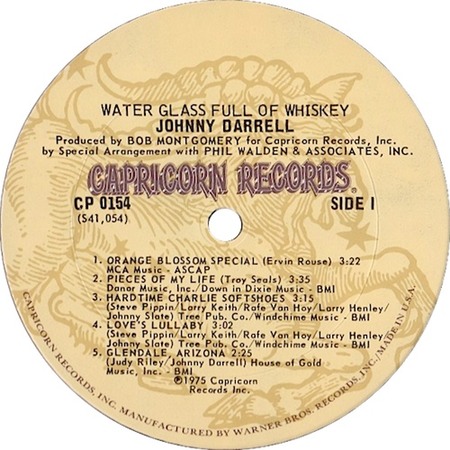 WATER GLASS FULL OF WHISKEY
JOHNNY DARRELL
Produced by BOB MONTGOMERY for Capricorn Records, Inc.
by Special Arrangement with PHIL WALDEN & ASSOCIATES, INC.
CAPRICORN RECORDS®
CP 0154 SIDE 1
(S41,054)
1. ORANGE BLOSSOM SPECIAL (Ervin Rouse) 3:22
MCA Music - ASCAP
2. PIECES OF MY LIFE (Troy Seals) 3:35
Danor Music, Inc./Down in Dixie Music - BMI
3. HARDTIME CHARLIE SOFTSHOES 3:15
(Steve Pippin/Larry Keith/Rafe Van Hoy/Larry Henley/
Johnny Slate) Tree Pub. Co./Windchime Music - BMI
4. LOVE'S LULLABY 3:02
(Steve Pippin/Larry Keith/Rafe Van Hoy/Larry Henley/
Johnny Slate) Tree Pub. Co./Windchime Music - BMI
5. GLENDALE, ARIZONA 2:25
(Judy Riley/Johnny Darrell) House of Gold
Music, Inc. - BMI
℗1975 Capricorn
Records Inc.
CAPRICORN RECORDS, INC., MANUFACTURED BY WARNER BROS. RECORDS, INC./MADE IN U.S.A.